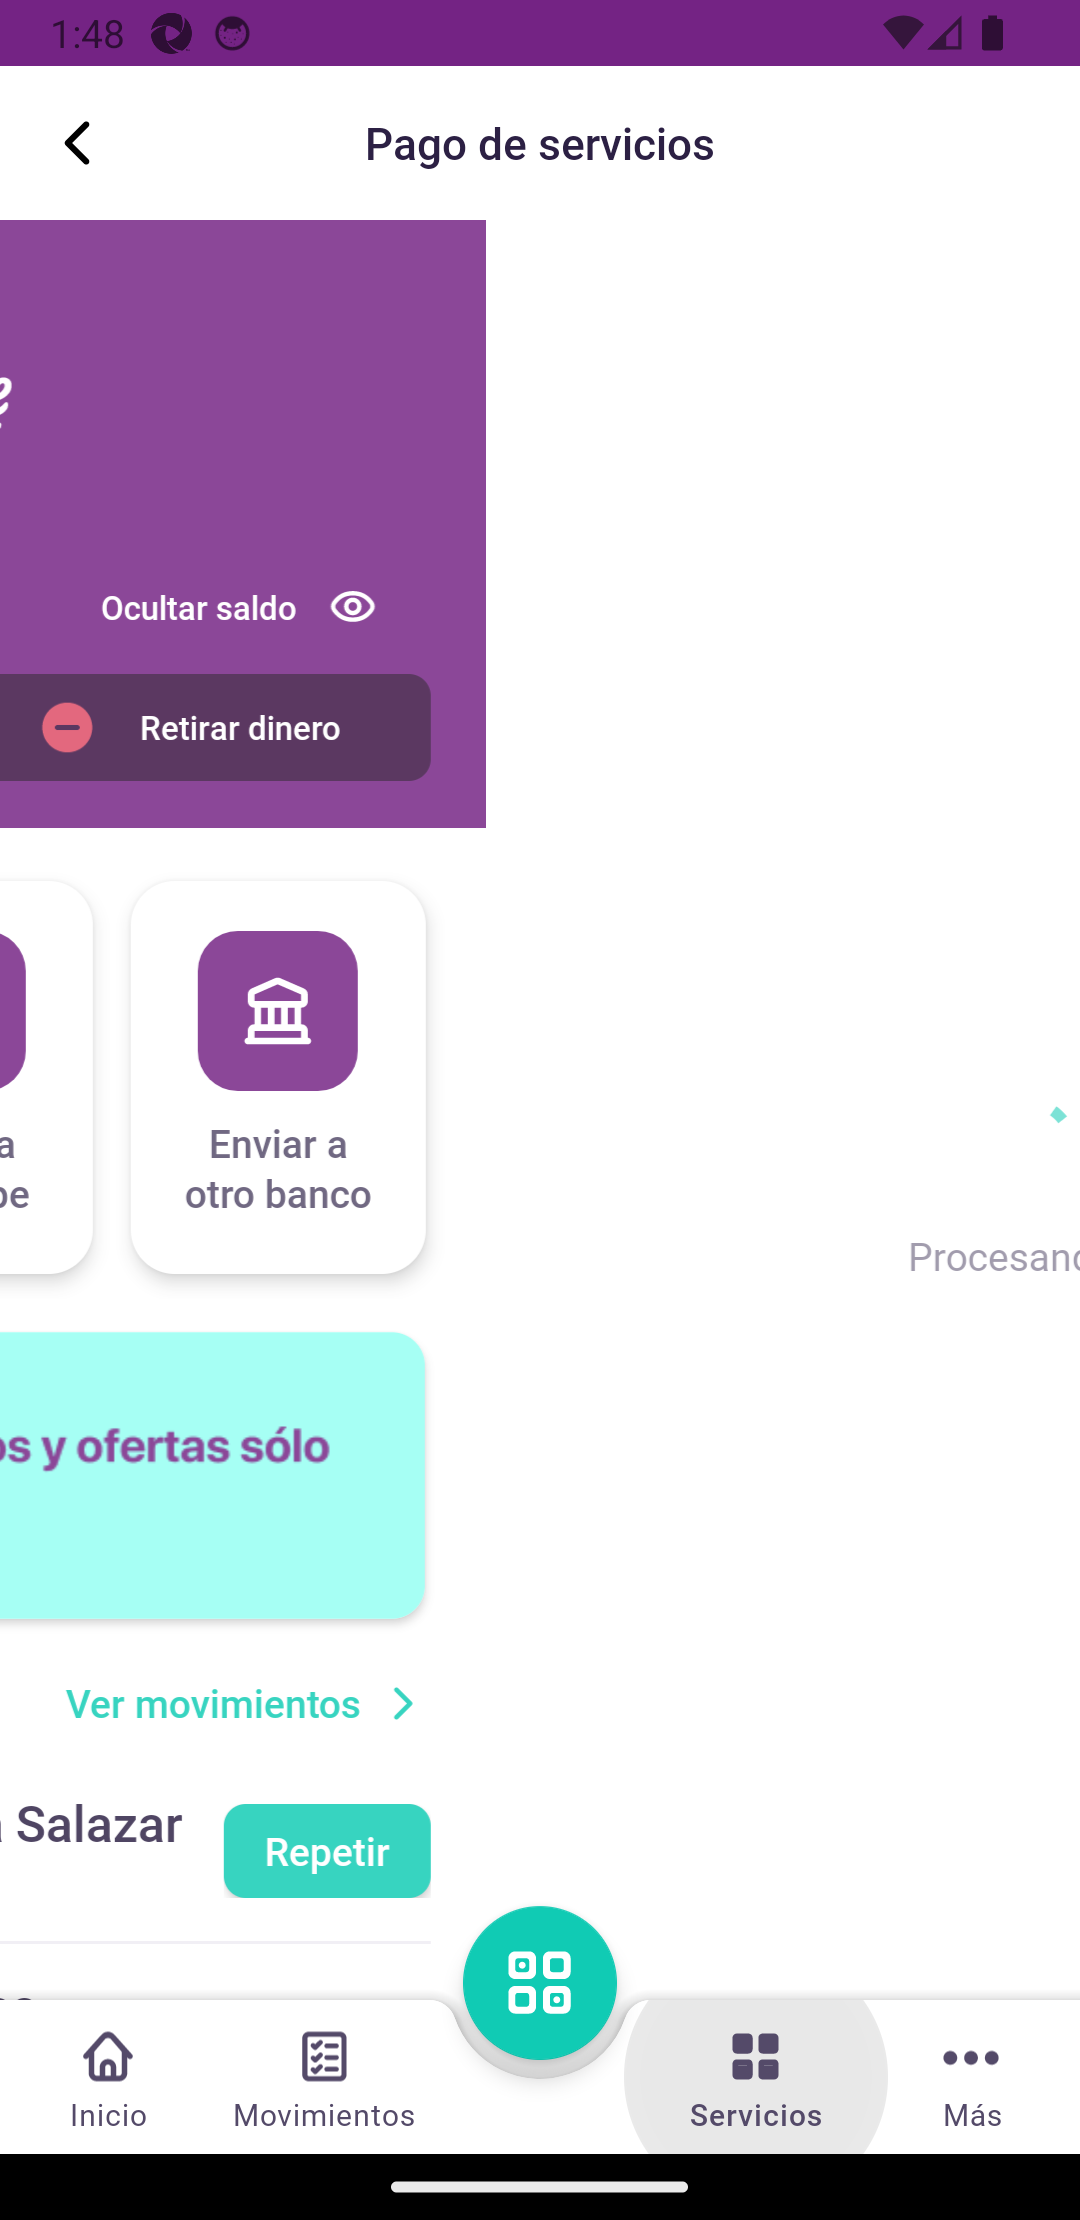 1:48
Pago de servicios
Ocultar saldo
Retirar dinero
Enviar a
otro banco
Procesand
os y ofertas sólo
Ver movimientos
a Salazar
Repetir
Inicio
Movimientos
Servicios
Más